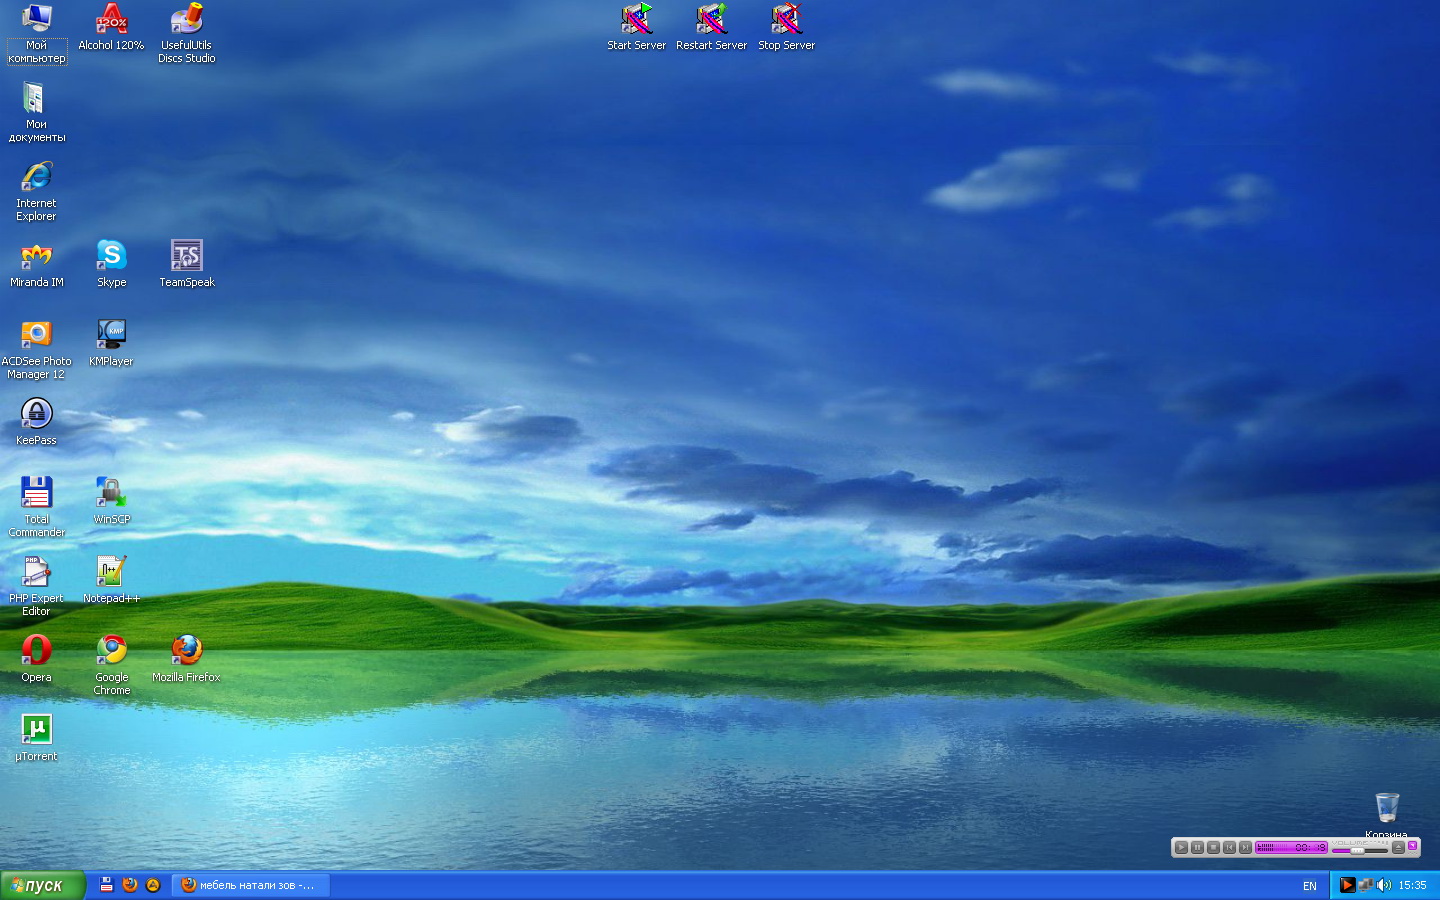 Мой
компьютер
Alcohol 120%
UsefulUtils
Discs Studio
Start Server
Restart Server
Stop Server
Мои
документы
Internet
Explorer
Miranda IM
Skype
TeamSpeak
ACDSee Photo
Manager 12
KMPlayer
KeePass
Total
Commander
WinSCP
PHP Expert
Editor
Notepad++
Opera
Google
Chrome
Mozilla Firefox
µTorrent
Корзина
00:19
VOLUME
пуск
мебель натали зов -...
EN
15:35